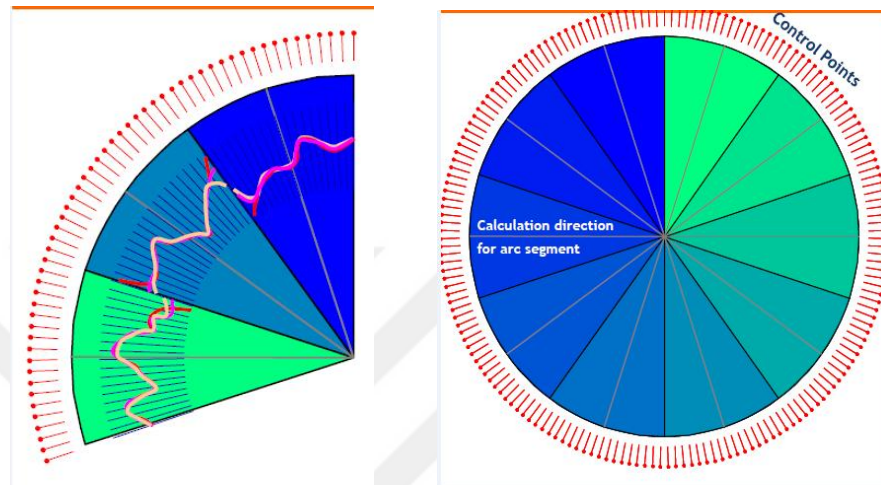 Control Points
Calculation direction
for arc segment